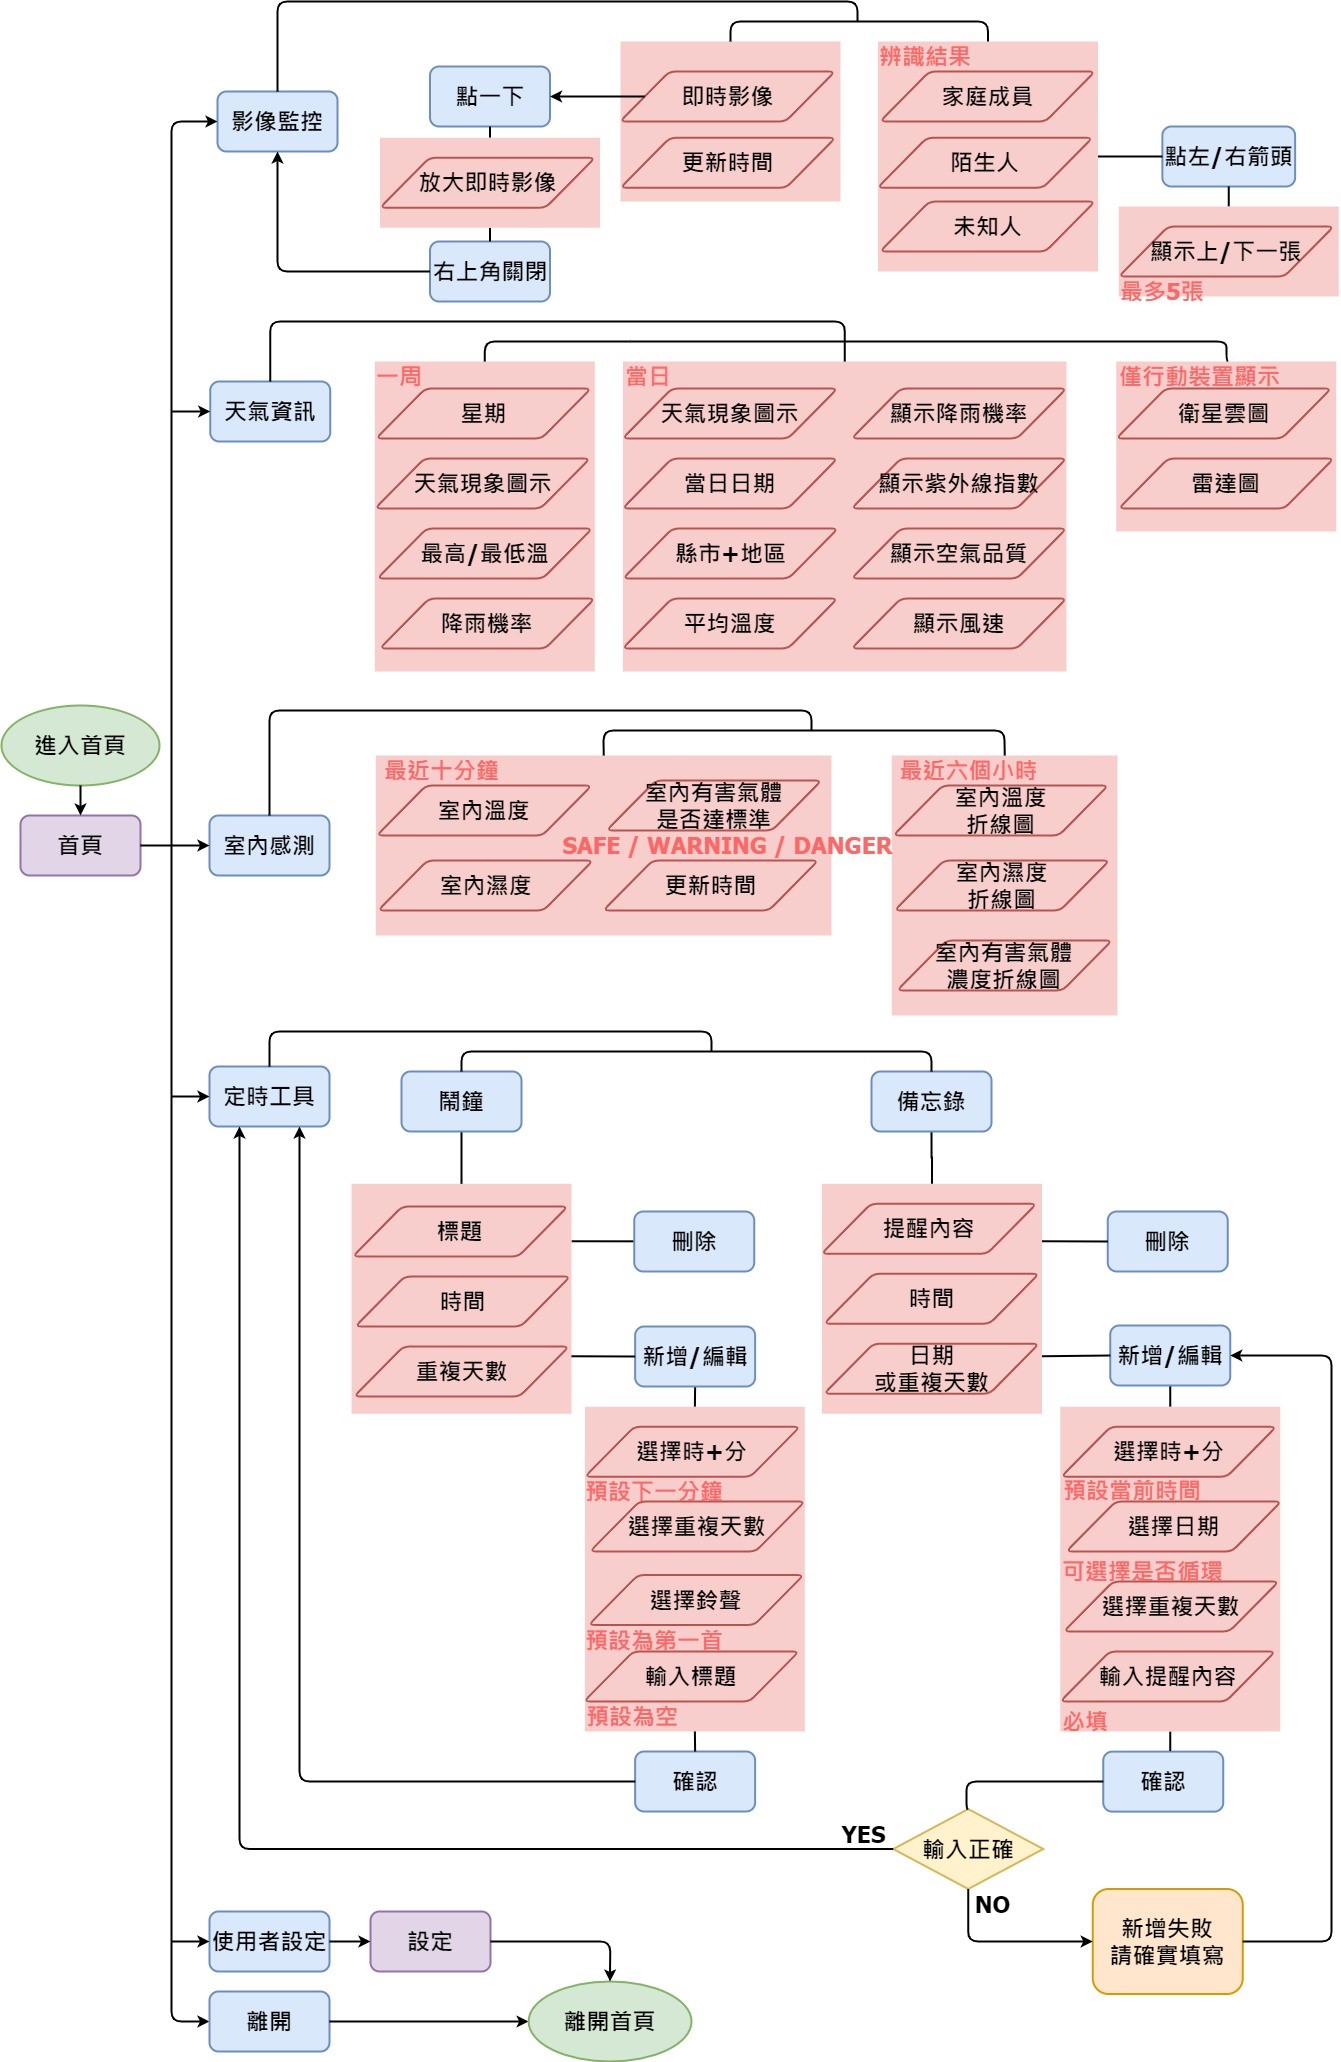 影像監控
點一下
放大即時影像
右上角關閉
即時影像
更新時間
辨識結果
家庭成員
陌生人
未知人
點左/右箭頭
顯示上/下一張
最多5張
天氣資訊
一周
星期
天氣現象圖示
最高/最低溫
降雨機率
當日
天氣現象圖示
當日日期
縣市+地區
平均溫度
顯示降雨機率
顯示紫外線指數
顯示空氣品質
顯示風速
僅行動裝置顯示
衛星雲圖
雷達圖
進入首頁
首頁
室內感測
最近十分鐘
室內溫度
室內濕度
室內有害氣體
是否達標準
SAFE / WARNING / DANGER
更新時間
最近六個小時
室內溫度
折線圖
室內濕度
折線圖
室內有害氣體
濃度折線圖
定時工具
鬧鐘
標題
時間
重複天數
刪除
新增/編輯
選擇時+分
預設下一分鐘
選擇重複天數
選擇鈴聲
預設為第一首
輸入標題
預設為空
確認
備忘錄
提醒內容
時間
日期
或重複天數
刪除
新增/編輯
選擇時+分
預設當前時間
選擇日期
可選擇是否循環
選擇重複天數
輸入提醒內容
必填
確認
YES
輸入正確
NO
新增失敗
請確實填寫
使用者設定
設定
離開
離開首頁